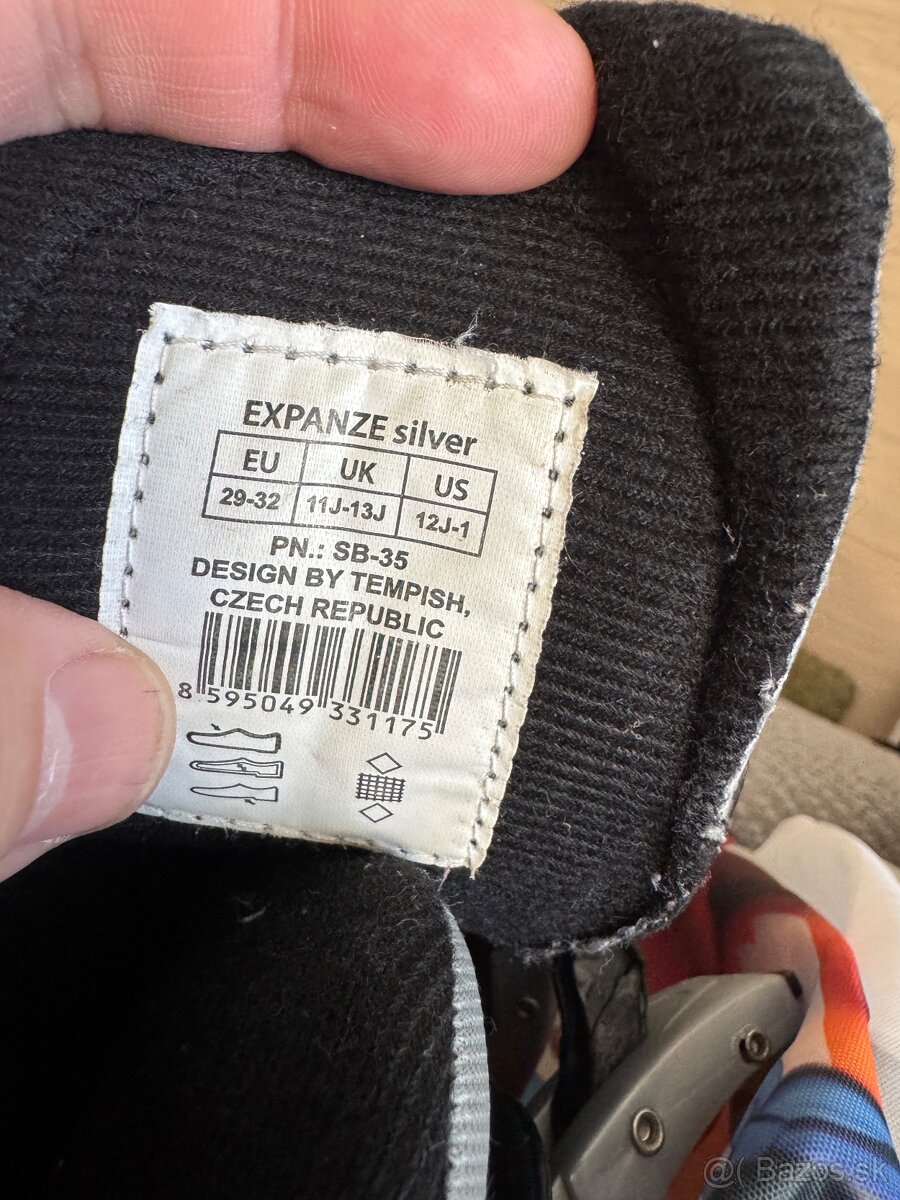 EXPANZE silver
EU UK US
29-32 11J-13J 12J-1
PN.: SB-35
DESIGN BY TEMPISH,
CZECH REPUBLIC
8 595049 331175
@( Bazos.sk